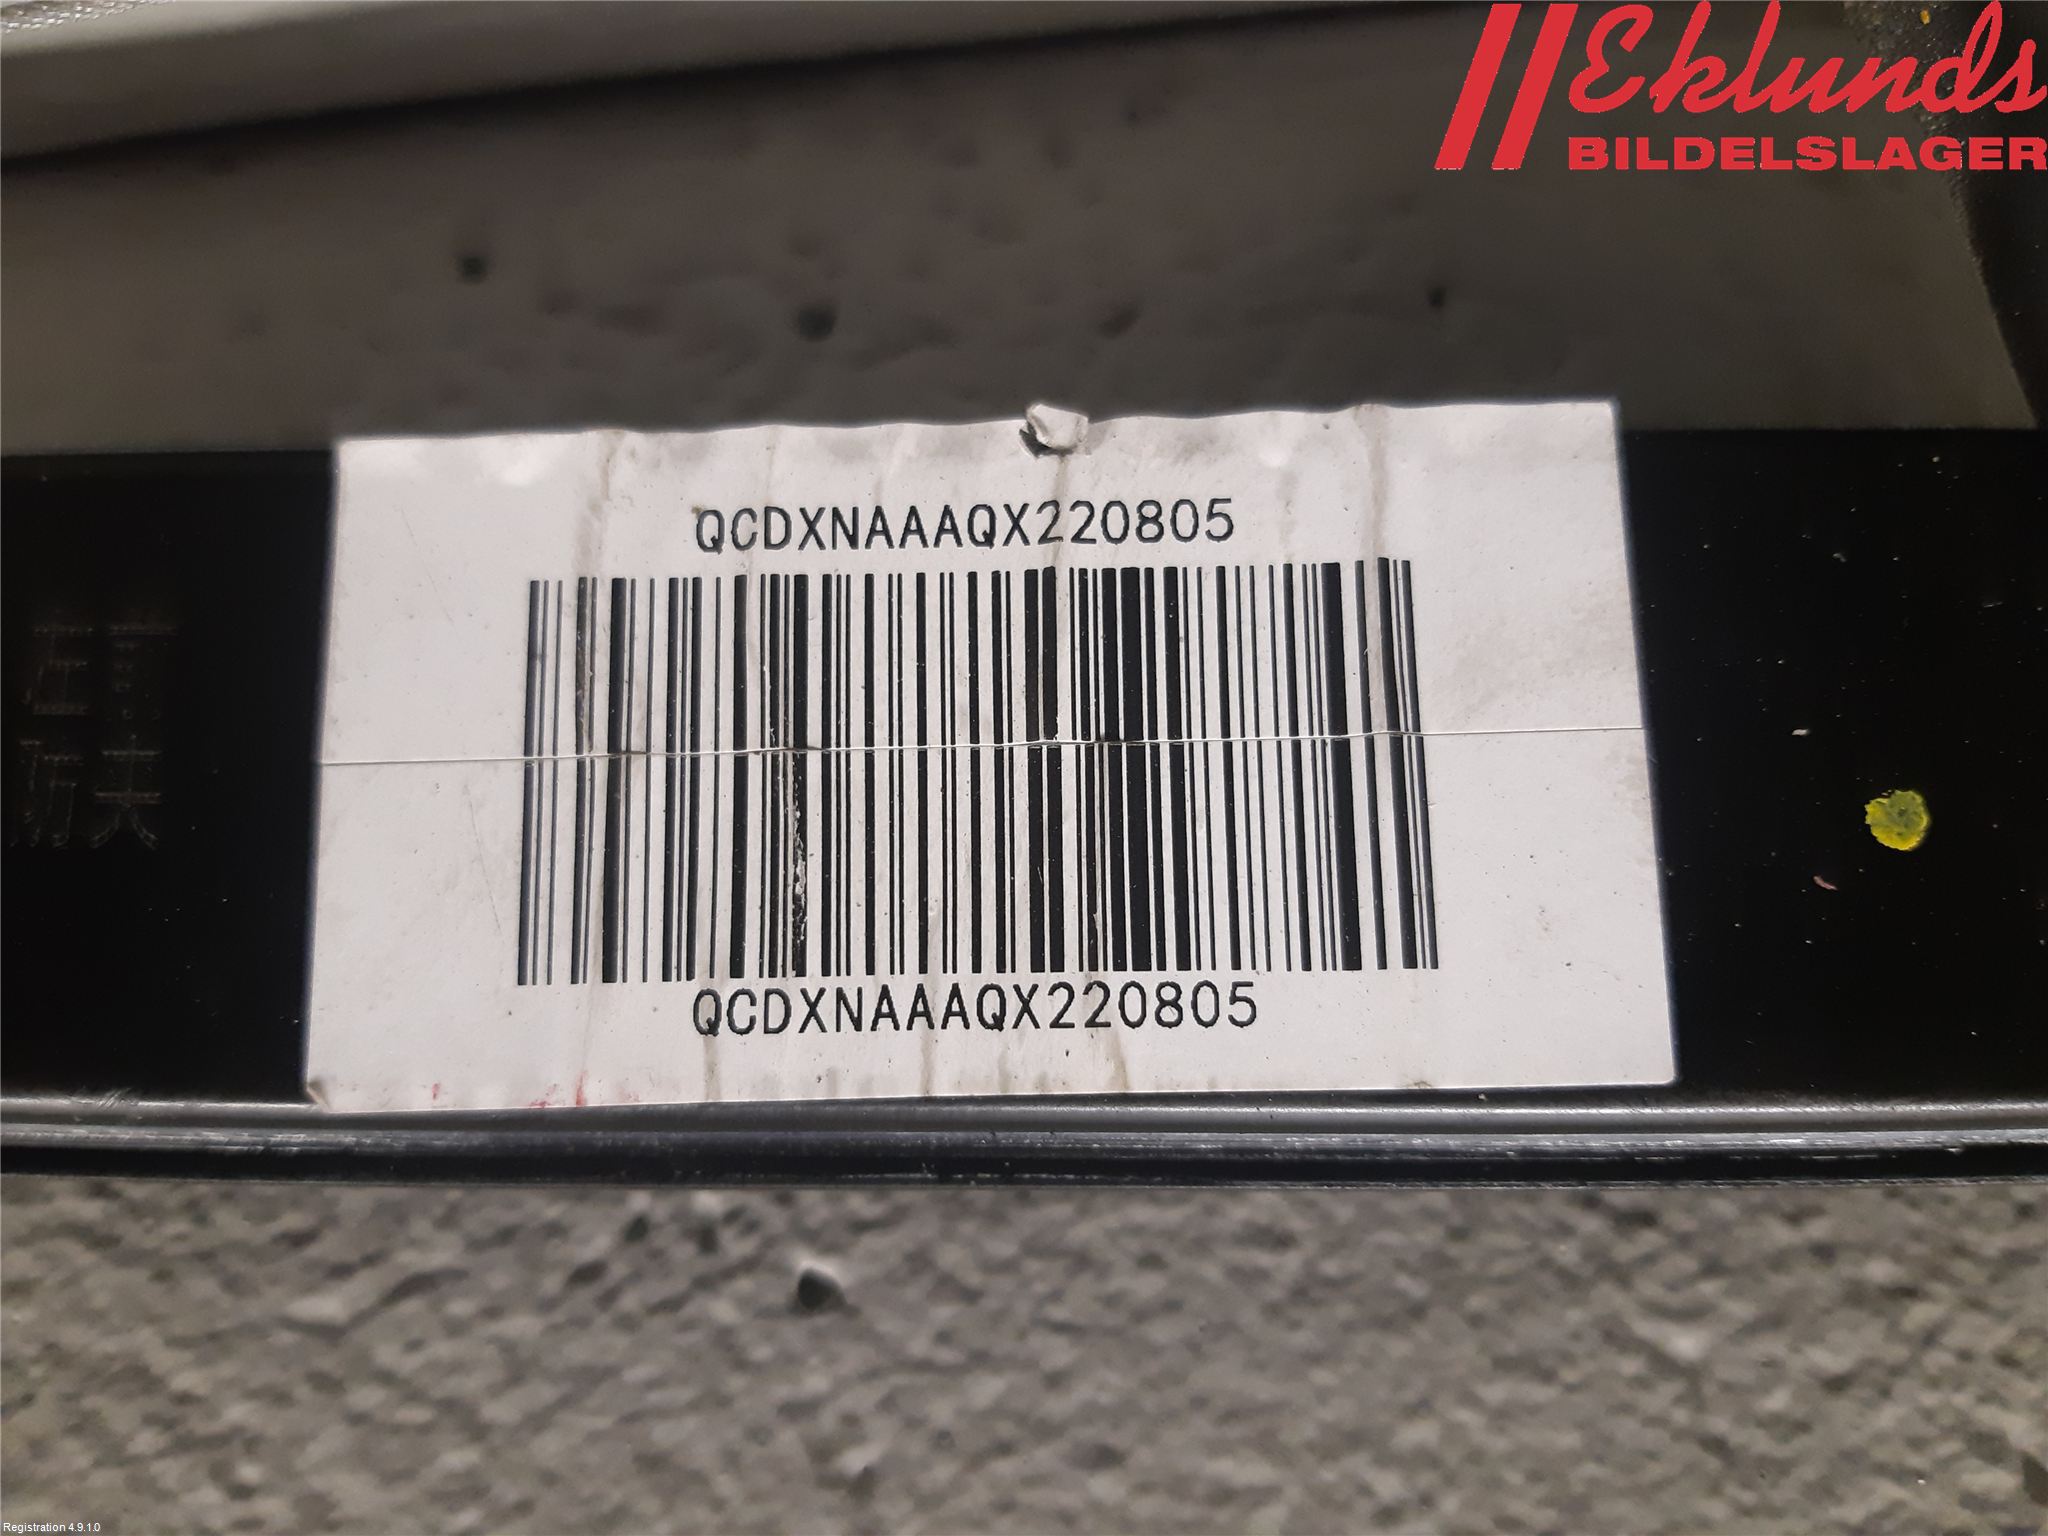 Eklunds
BILDELSLAGER
QCDXNAAAQX220805
QCDXNAAAQX220805
Registration 4.9.1.0